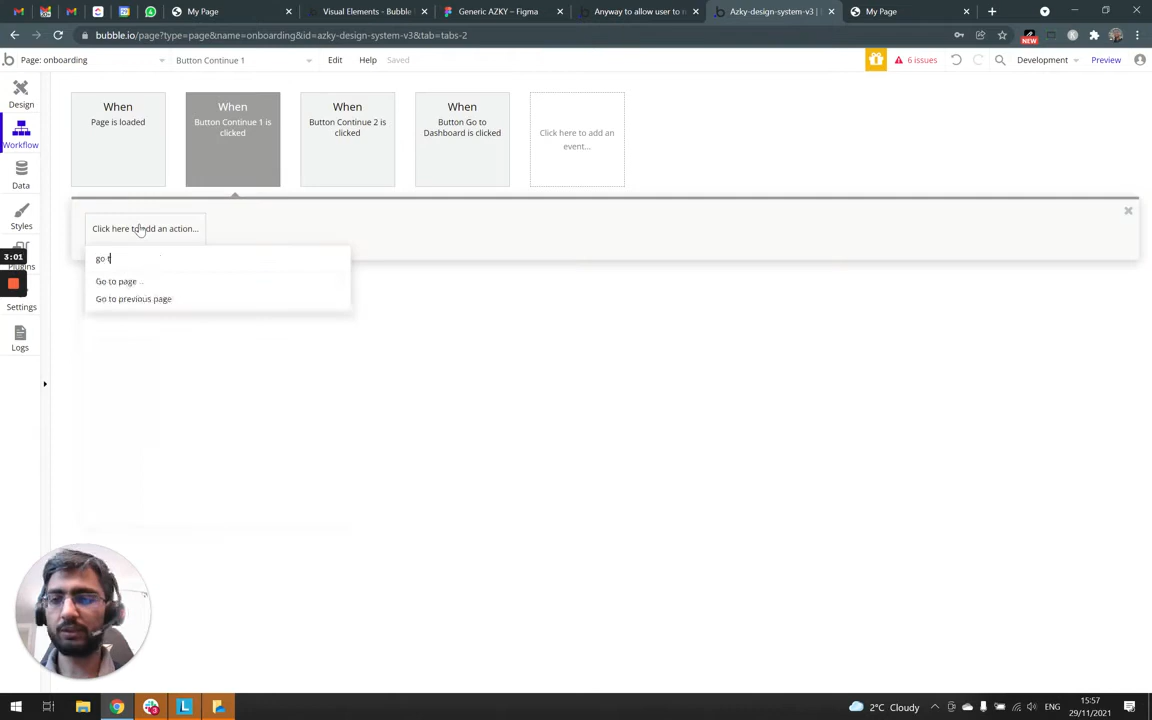 My Page
Visual Elements - Bubble
Generic AZKY – Figma
Anyway to allow user to n
Azky-design-system-v3 |
My Page
bubble.io/page?type=page&name=onboarding&id=azky-design-system-v3&tab=tabs-2
NEW
Page: onboarding
Button Continue 1
Edit
Help
Saved
6 issues
Development
Preview
Design
Workflow
Data
Styles
Plugins
Settings
Logs
3:01
When
Page is loaded
When
Button Continue 1 is
clicked
When
Button Continue 2 is
clicked
When
Button Go to
Dashboard is clicked
Click here to add an
event...
Click here to add an action...
go t
Go to page ...
Go to previous page
2°C Cloudy
ENG
15:57
29/11/2021